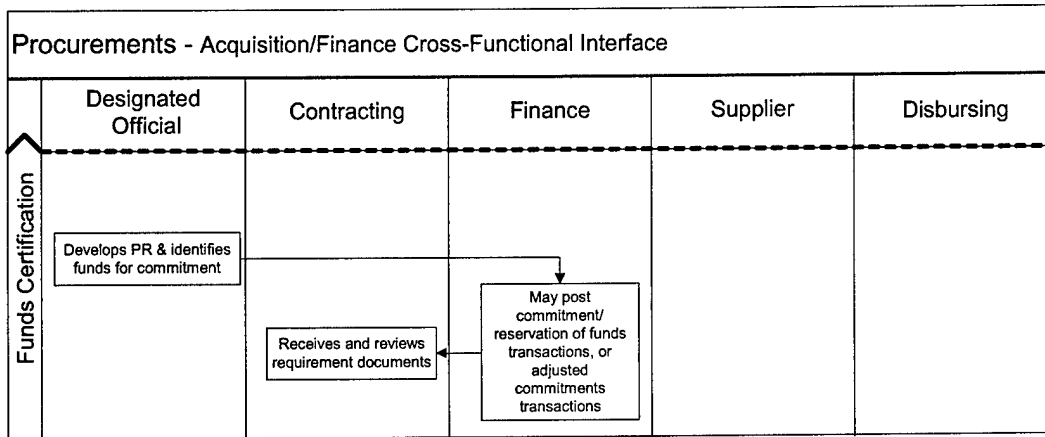 Procurements - Acquisition/Finance Cross-Functional Interface
Designated
Official
Contracting
Finance
Supplier
Disbursing
Funds Certification
Develops PR & identifies
funds for commitment
May post
commitment/
reservation of funds
transactions, or
adjusted
commitments
transactions
Receives and reviews
requirement documents